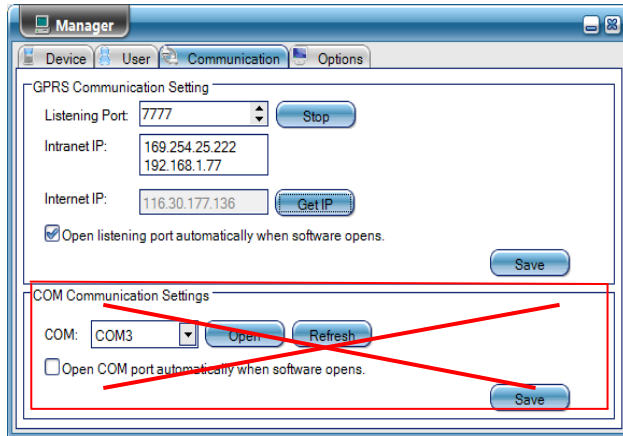 Manager
Device User Communication Options
GPRS Communication Setting
Listening Port: 7777 Stop
Intranet IP: 169.254.25.222
192.168.1.77
Internet IP: 116.30.177.136 Get IP
Open listening port automatically when software opens.
Save
COM Communication Settings
COM: COM3 Open Refresh
Open COM port automatically when software opens.
Save